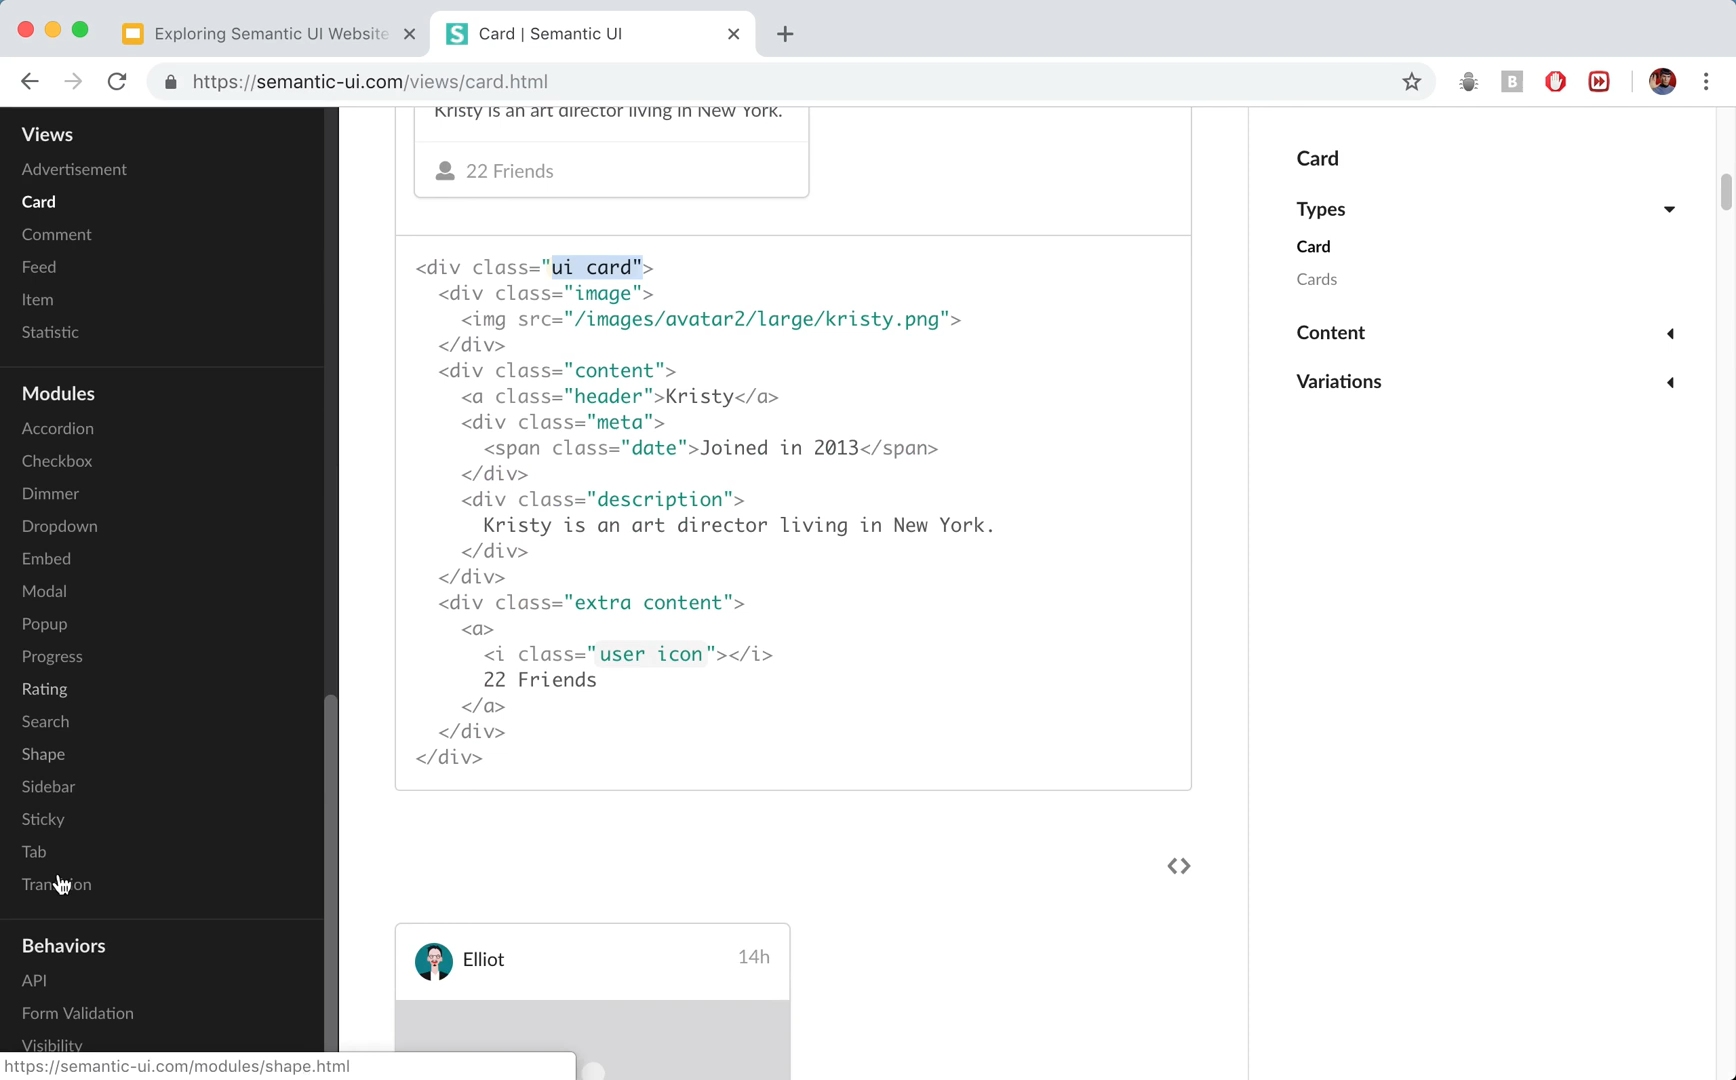 Exploring Semantic UI Website
Card | Semantic UI
https://semantic-ui.com/views/card.html
Views
Advertisement
Card
Comment
Feed
Item
Statistic
Modules
Accordion
Checkbox
Dimmer
Dropdown
Embed
Modal
Popup
Progress
Rating
Search
Shape
Sidebar
Sticky
Tab
Transition
Behaviors
API
Form Validation
Visibility
https://semantic-ui.com/modules/shape.html
Kristy is an art director living in New York.
22 Friends
<div class="ui card">
  <div class="image">
    <img src="/images/avatar2/large/kristy.png">
  </div>
  <div class="content">
    <a class="header">Kristy</a>
    <div class="meta">
      <span class="date">Joined in 2013</span>
    </div>
    <div class="description">
      Kristy is an art director living in New York.
    </div>
  </div>
  <div class="extra content">
    <a>
      <i class="user icon"></i>
      22 Friends
    </a>
  </div>
</div>
<>
Elliot 14h
Card
Types
Card
Cards
Content
Variations